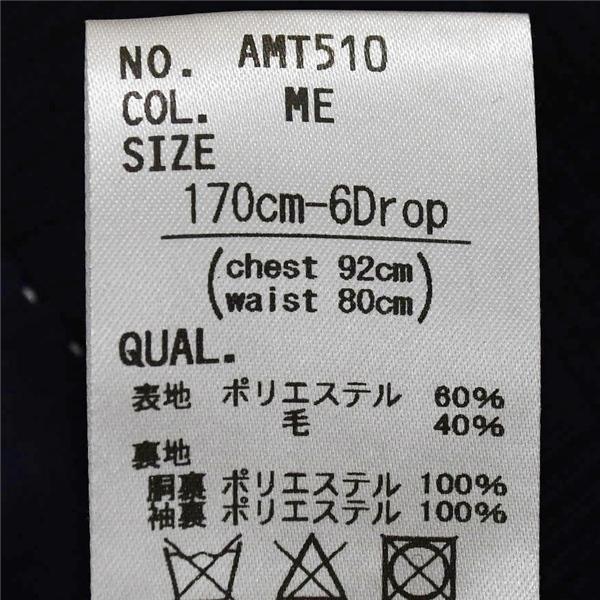 NO. AMT510
COL. ME
SIZE
170cm-6Drop
(chest 92cm
waist 80cm)
QUAL.
表地 ポリエステル 60%
毛 40%
裏地
胴裏 ポリエステル 100%
袖裏 ポリエステル 100%